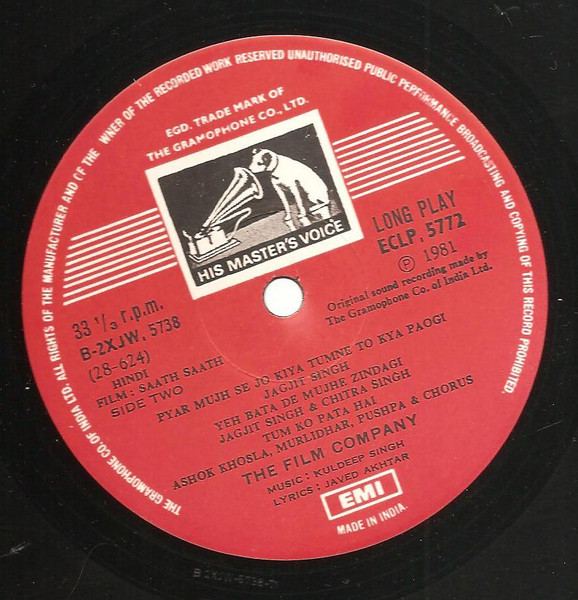 THE GRAMOPHONE CO. OF INDIA LTD. ALL RIGHTS OF THE MANUFACTURER AND OF THE WNER OF THE RECORDED WORK RESERVED UNAUTHORISED PUBLIC PERFORMANCE BROADCASTING AND COPYING OF THIS RECORD PROHIBITED.
EGD. TRADE MARK OF
THE GRAMOPHONE CO., LTD.
HIS MASTER'S VOICE
LONG PLAY
ECLP, 5772
Ⓟ 1981
Original sound recording made by
The Gramophone Co. of India Ltd.
33 1/3 r.p.m.
B-2XJW, 5738
(28-624)
HINDI
FILM: SAATH SAATH
SIDE TWO
PYAR MUJH SE JO KIYA TUMNE TO KYA PAOGI
JAGJIT SINGH
YEH BATA DE MUJHE ZINDAGI
JAGJIT SINGH & CHITRA SINGH
TUM KO PATA HAI
ASHOK KHOSLA, MURLIDHAR, PUSHPA & CHORUS
THE FILM COMPANY
MUSIC: KULDEEP SINGH
LYRICS: JAVED AKHTAR
EMI
MADE IN INDIA.